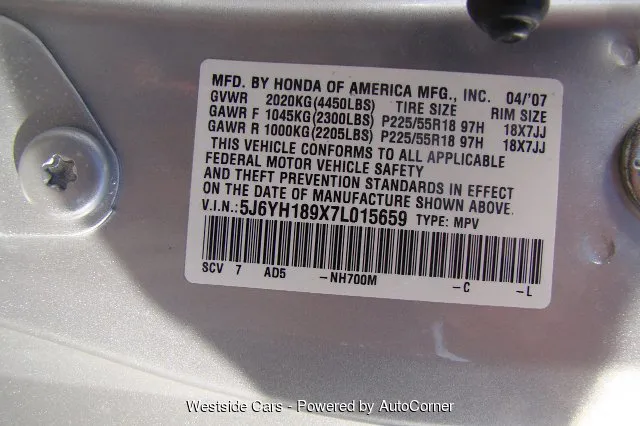 MFD. BY HONDA OF AMERICA MFG., INC. 04/'07
GVWR 2020KG(4450LBS) TIRE SIZE RIM SIZE
GAWR F 1045KG(2300LBS) P225/55R18 97H 18X7JJ
GAWR R 1000KG(2205LBS) P225/55R18 97H 18X7JJ
THIS VEHICLE CONFORMS TO ALL APPLICABLE
FEDERAL MOTOR VEHICLE SAFETY
AND THEFT PREVENTION STANDARDS IN EFFECT
ON THE DATE OF MANUFACTURE SHOWN ABOVE.
V.I.N.: 5J6YH189X7L015659 TYPE: MPV
SCV 7 AD5 -NH700M -C -L
Westside Cars - Powered by AutoCorner